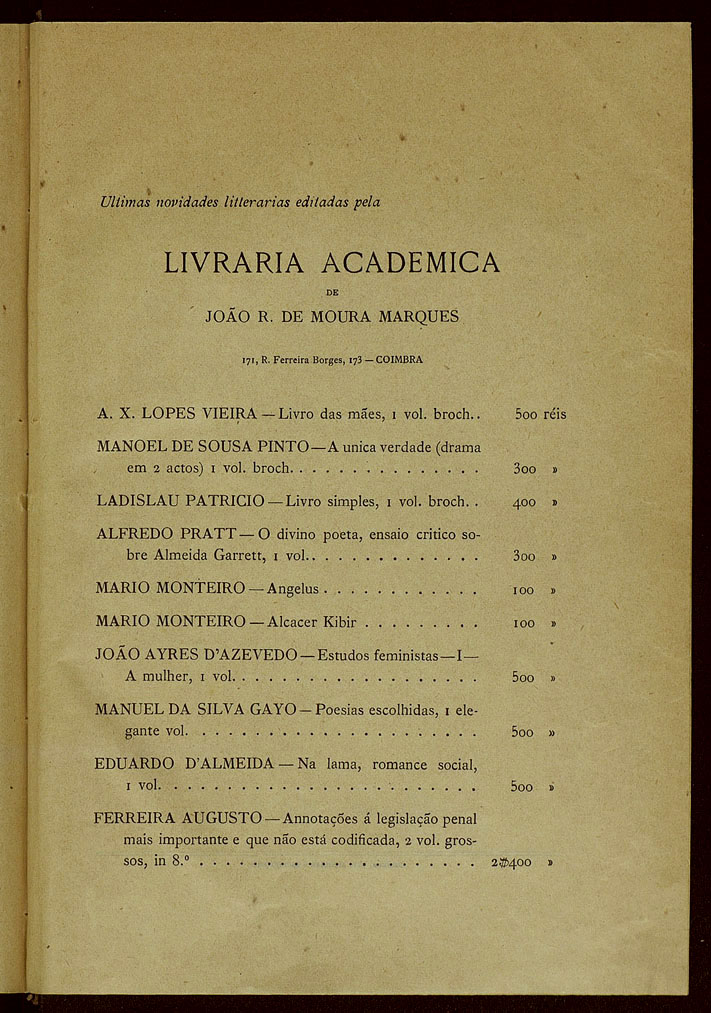 Ultimas novidades litterarias editadas pela
LIVRARIA ACADEMICA
DE
JOÃO R. DE MOURA MARQUES
171, R. Ferreira Borges, 173 — COIMBRA
A. X. LOPES VIEIRA — Livro das mães, 1 vol. broch. . 500 réis
MANOEL DE SOUSA PINTO — A unica verdade (drama
em 2 actos) 1 vol. broch. . . . . . . . . . . . . . . 300 »
LADISLAU PATRICIO — Livro simples, 1 vol. broch. . 400 »
ALFREDO PRATT — O divino poeta, ensaio critico so-
bre Almeida Garrett, 1 vol. . . . . . . . . . . . . . 300 »
MARIO MONTEIRO — Angelus . . . . . . . . . . . . 100 »
MARIO MONTEIRO — Alcacer Kibir . . . . . . . . . 100 »
JOÃO AYRES D'AZEVEDO — Estudos feministas — I —
A mulher, 1 vol. . . . . . . . . . . . . . . . . . . 500 »
MANUEL DA SILVA GAYO — Poesias escolhidas, 1 ele-
gante vol. . . . . . . . . . . . . . . . . . . . . . 500 »
EDUARDO D'ALMEIDA — Na lama, romance social,
1 vol. . . . . . . . . . . . . . . . . . . . . . . . 500 »
FERREIRA AUGUSTO — Annotações á legislação penal
mais importante e que não está codificada, 2 vol. gros-
sos, in 8.º . . . . . . . . . . . . . . . . . . . . . 2$400 »